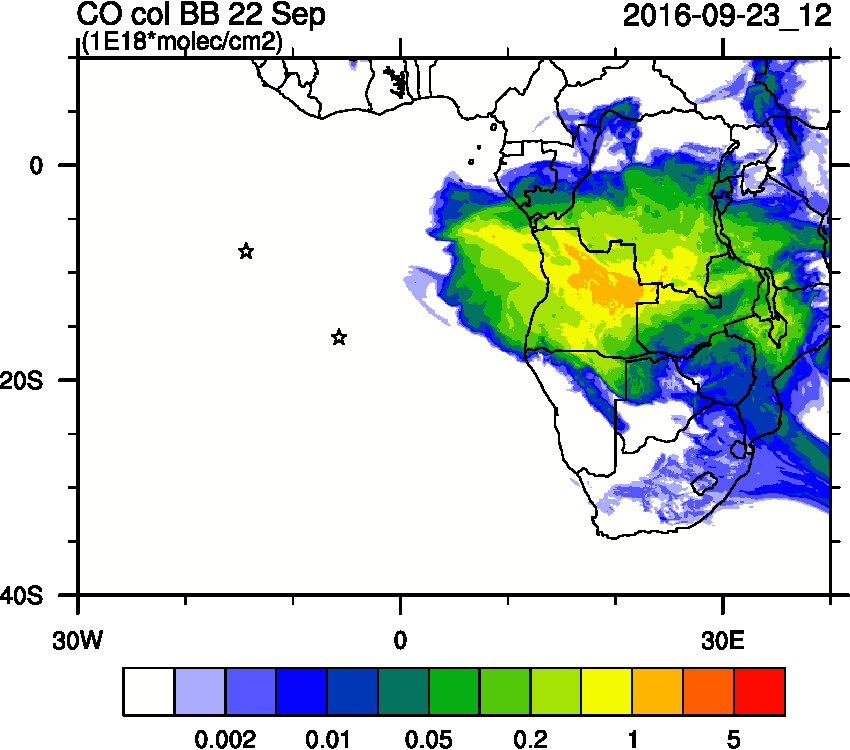 CO col BB 22 Sep 2016-09-23_12
(1E18*molec/cm2)
0
20S
40S
30W 0 30E
0.002 0.01 0.05 0.2 1 5